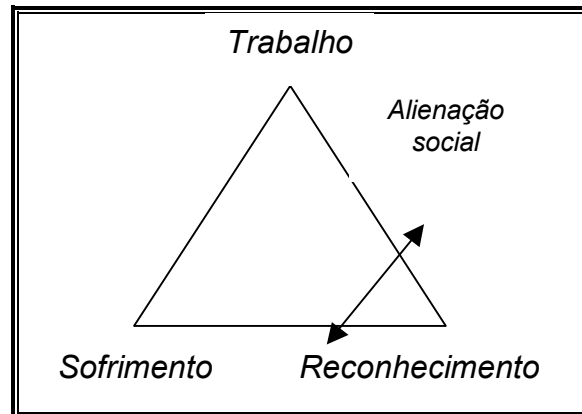 Trabalho
Alienação
social
Sofrimento
Reconhecimento